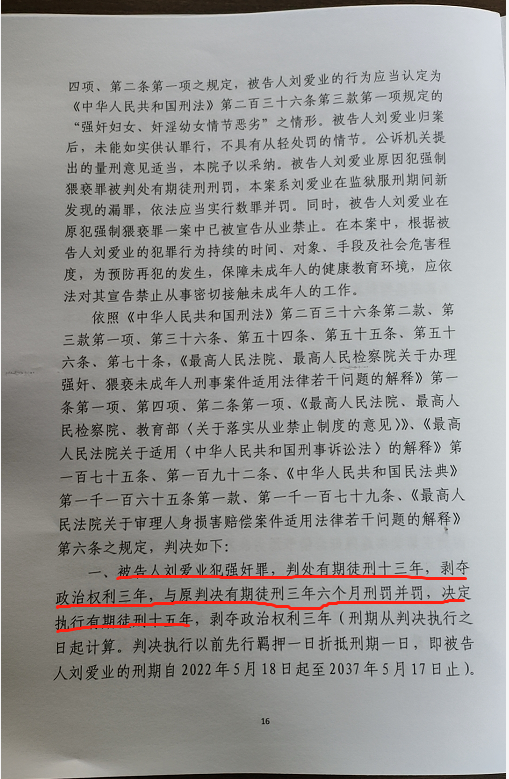 四项、第二条第一项之规定，被告人刘爱业的行为应当认定为
《中华人民共和国刑法》第二百三十六条第三款第一项规定的
“强奸妇女、奸淫幼女情节恶劣”之情形。被告人刘爱业归案
后，未能如实供认罪行，不具有从轻处罚的情节。公诉机关提
出的量刑意见适当，本院予以采纳。被告人刘爱业原因犯强制
猥亵罪被判处有期徒刑刑罚，本案系刘爱业在监狱服刑期间新
发现的漏罪，依法应当实行数罪并罚。同时，被告人刘爱业在
原犯强制猥亵罪一案中已被宣告从业禁止。在本案中，根据被
告人刘爱业的犯罪行为持续的时间、对象、手段及社会危害程
度，为预防再犯的发生，保障未成年人的健康教育环境，应依
法对其宣告禁止从事密切接触未成年人的工作。
依照《中华人民共和国刑法》第二百三十六条第二款、第
三款第一项、第三十六条、第五十四条、第五十五条、第五十
六条、第七十条，《最高人民法院、最高人民检察院关于办理
强奸、猥亵未成年人刑事案件适用法律若干问题的解释》第一
条第一项、第四项、第二条第一项、《最高人民法院、最高人
民检察院、教育部〈关于落实从业禁止制度的意见〉》、《最高
人民法院关于适用〈中华人民共和国刑事诉讼法〉的解释》第
一百七十五条、第一百九十二条、《中华人民共和国民法典》
第一千一百六十五条第一款、第一千一百七十九条、《最高人
民法院关于审理人身损害赔偿案件适用法律若干问题的解释》
第六条之规定，判决如下：
一、被告人刘爱业犯强奸罪，判处有期徒刑十三年，剥夺
政治权利三年，与原判决有期徒刑三年六个月刑罚并罚，决定
执行有期徒刑十五年，剥夺政治权利三年（刑期从判决执行之
日起计算。判决执行以前先行羁押一日折抵刑期一日，即被
告人刘爱业的刑期自2022年5月18日起至2037年5月17日止）。
16